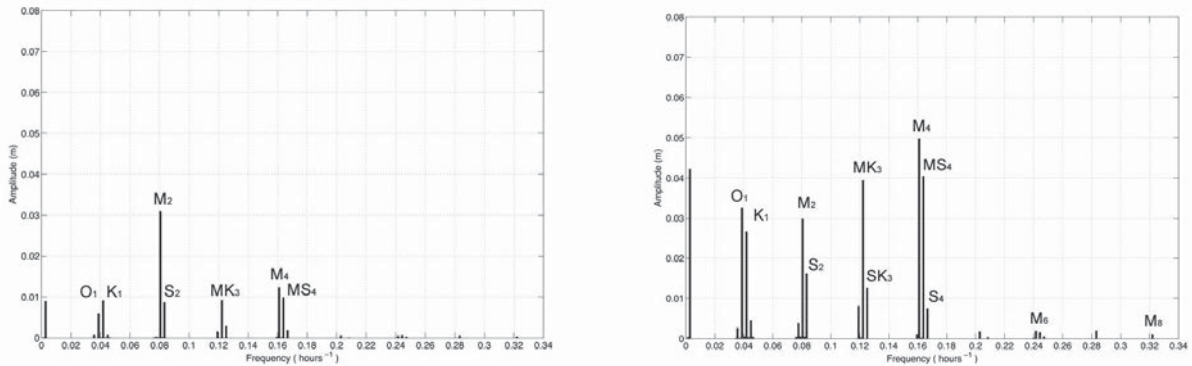 0.08
0.07
0.06
0.05
0.04
0.03
0.02
0.01
0
Amplitude (m)
M2
O1 K1 S2 MK3 M4 MS4
0 0.02 0.04 0.06 0.08 0.1 0.12 0.14 0.16 0.18 0.2 0.22 0.24 0.26 0.28 0.3 0.32 0.34
Frequency ( hours -1 )
0.08
0.07
0.06
0.05
0.04
0.03
0.02
0.01
0
Amplitude (m)
M4
MK3 MS4
O1 K1 M2
S2 SK3 S4
M6 M8
0 0.02 0.04 0.06 0.08 0.1 0.12 0.14 0.16 0.18 0.2 0.22 0.24 0.26 0.28 0.3 0.32 0.34
Frequency ( hours -1 )